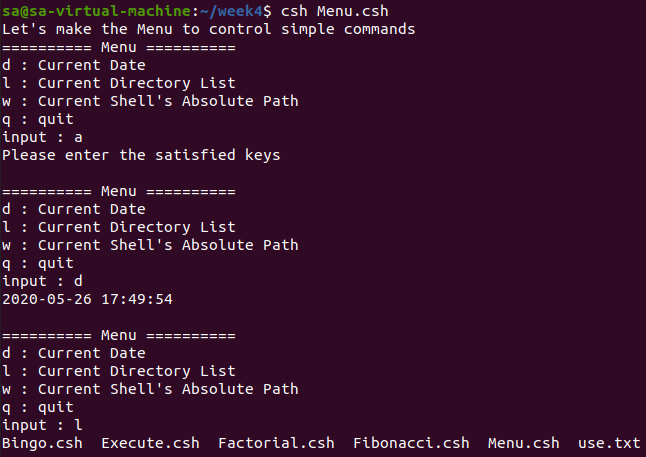 sa@sa-virtual-machine:~/week4$ csh Menu.csh
Let's make the Menu to control simple commands
========== Menu ==========
d : Current Date
l : Current Directory List
w : Current Shell's Absolute Path
q : quit
input : a
Please enter the satisfied keys
========== Menu ==========
d : Current Date
l : Current Directory List
w : Current Shell's Absolute Path
q : quit
input : d
2020-05-26 17:49:54
========== Menu ==========
d : Current Date
l : Current Directory List
w : Current Shell's Absolute Path
q : quit
input : l
Bingo.csh  Execute.csh  Factorial.csh  Fibonacci.csh  Menu.csh  use.txt